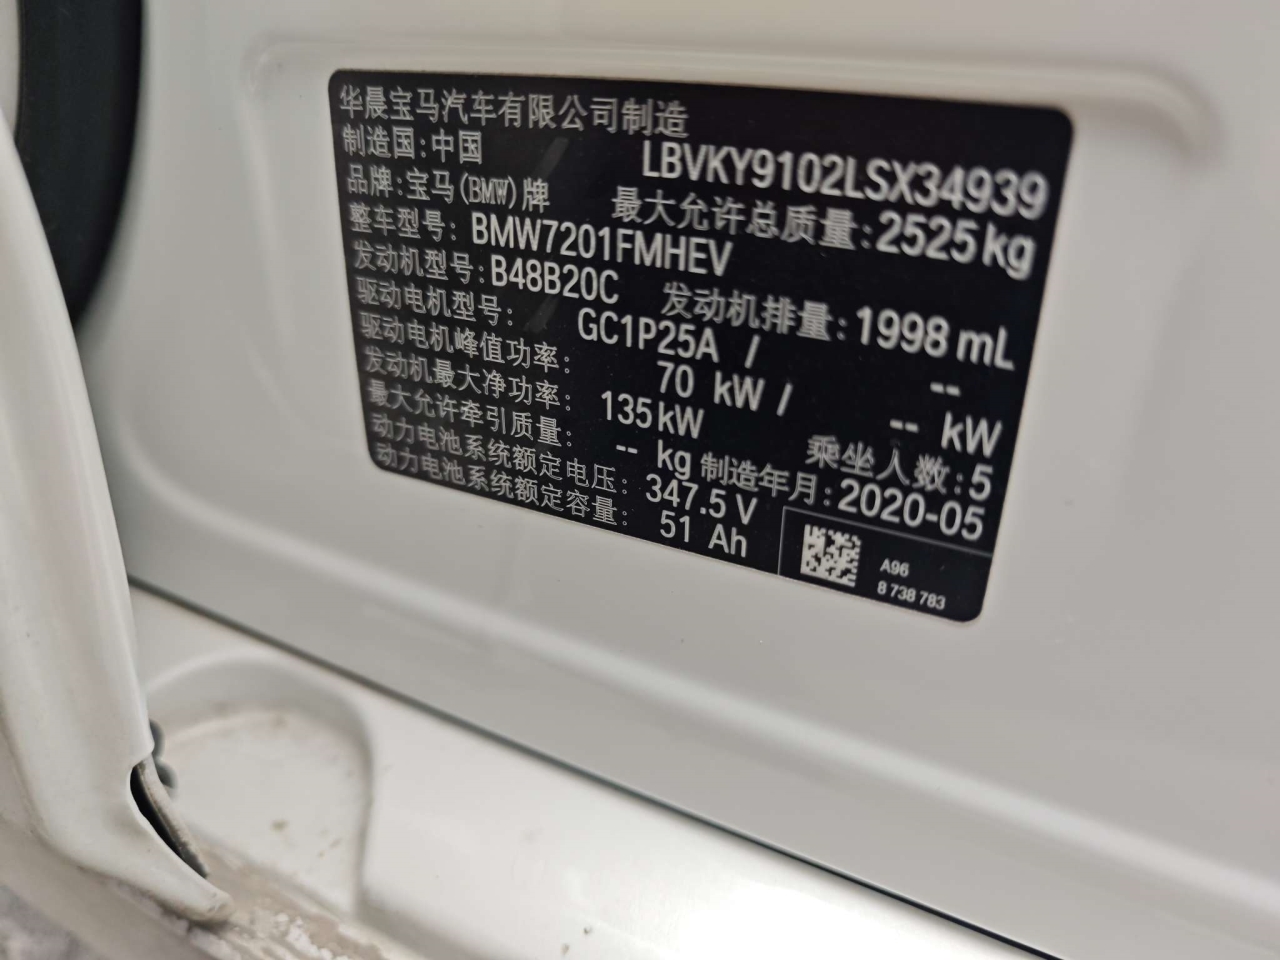 华晨宝马汽车有限公司制造
制造国:中国 LBVKY9102LSX34939
品牌:宝马(BMW)牌 最大允许总质量:2525kg
整车型号: BMW7201FMHEV
发动机型号:B48B20C 发动机排量:1998 mL
驱动电机型号: GC1P25A / --
驱动电机峰值功率: 70 kW / -- kW
发动机最大净功率: 135kW 乘坐人数:5
最大允许牵引质量: -- kg 制造年月:2020-05
动力电池系统额定电压: 347.5 V
动力电池系统额定容量: 51 Ah
A96
8 738 783